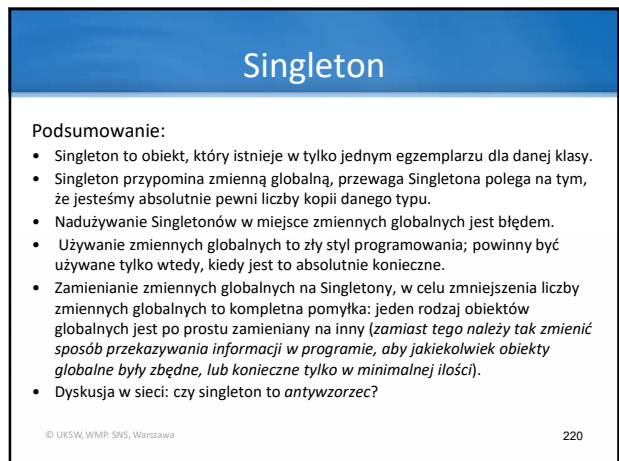 Singleton
Podsumowanie:
• Singleton to obiekt, który istnieje w tylko jednym egzemplarzu dla danej klasy.
• Singleton przypomina zmienną globalną, przewaga Singletona polega na tym,
że jesteśmy absolutnie pewni liczby kopii danego typu.
• Nadużywanie Singletonów w miejsce zmiennych globalnych jest błędem.
• Używanie zmiennych globalnych to zły styl programowania; powinny być
używane tylko wtedy, kiedy jest to absolutnie konieczne.
• Zamienianie zmiennych globalnych na Singletony, w celu zmniejszenia liczby
zmiennych globalnych to kompletna pomyłka: jeden rodzaj obiektów
globalnych jest po prostu zamieniany na inny (zamiast tego należy tak zmienić
sposób przekazywania informacji w programie, aby jakiekolwiek obiekty
globalne były zbędne, lub konieczne tylko w minimalnej ilości).
• Dyskusja w sieci: czy singleton to antywzorzec?
© UKSW, WMP. SNS, Warszawa
220